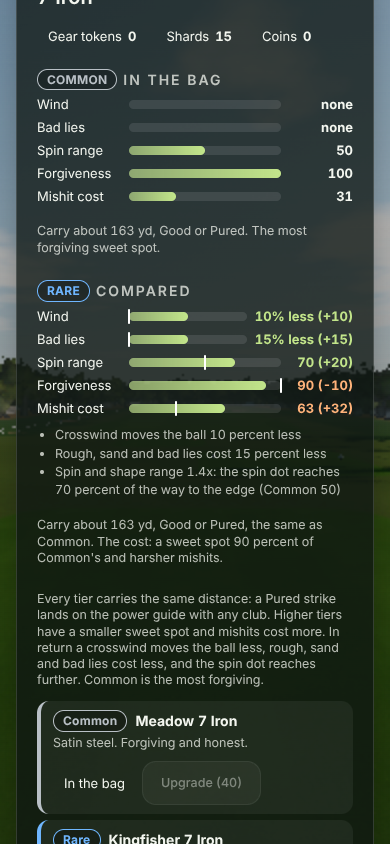 7 Iron
Gear tokens 0 Shards 15 Coins 0
COMMON IN THE BAG
Wind none
Bad lies none
Spin range 50
Forgiveness 100
Mishit cost 31
Carry about 163 yd, Good or Pured. The most
forgiving sweet spot.
RARE COMPARED
Wind 10% less (+10)
Bad lies 15% less (+15)
Spin range 70 (+20)
Forgiveness 90 (-10)
Mishit cost 63 (+32)
• Crosswind moves the ball 10 percent less
• Rough, sand and bad lies cost 15 percent less
• Spin and shape range 1.4x: the spin dot reaches
70 percent of the way to the edge (Common 50)
Carry about 163 yd, Good or Pured, the same as
Common. The cost: a sweet spot 90 percent of
Common's and harsher mishits.
Every tier carries the same distance: a Pured strike
lands on the power guide with any club. Higher tiers
have a smaller sweet spot and mishits cost more. In
return a crosswind moves the ball less, rough, sand
and bad lies cost less, and the spin dot reaches
further. Common is the most forgiving.
Common Meadow 7 Iron
Satin steel. Forgiving and honest.
In the bag Upgrade (40)
Rare Kingfisher 7 Iron